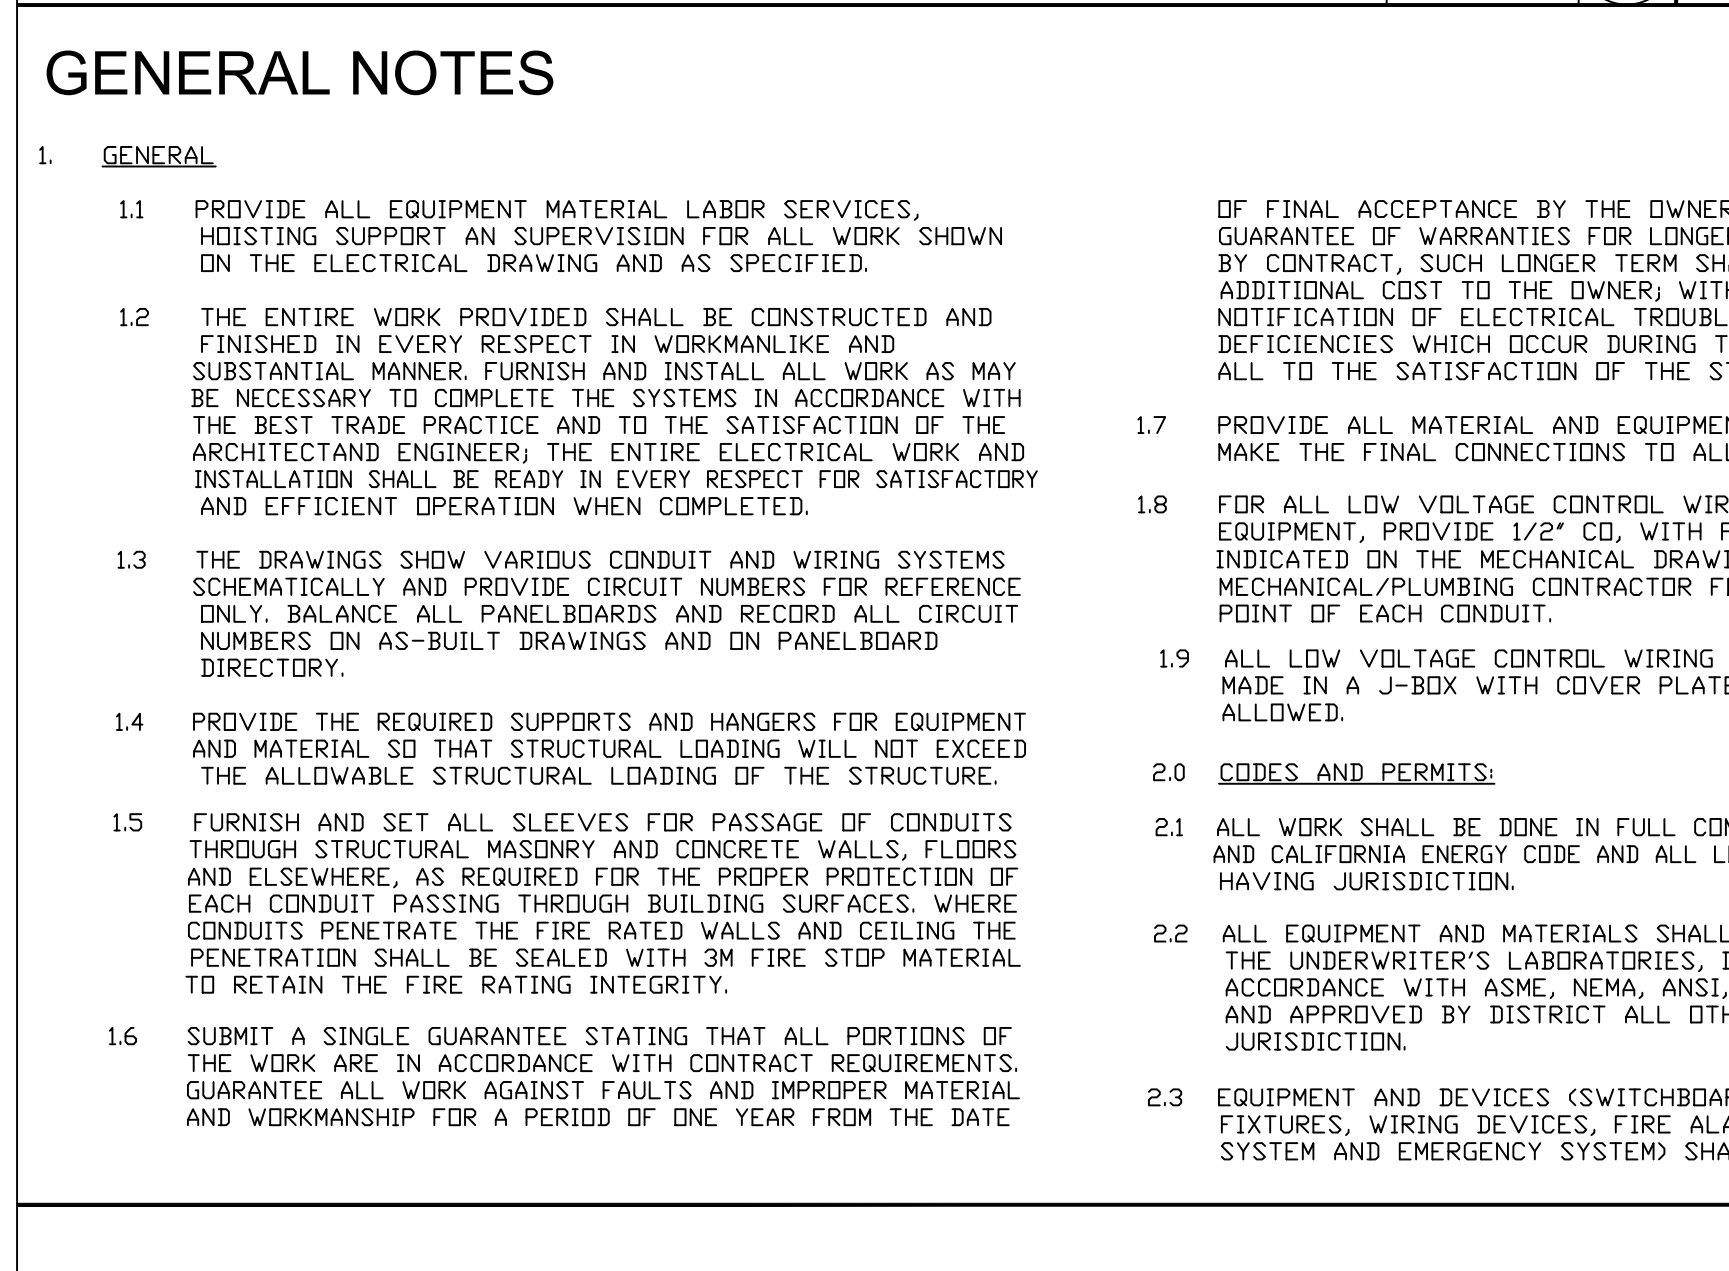 GENERAL NOTES
1. GENERAL
1.1 PROVIDE ALL EQUIPMENT MATERIAL LABOR SERVICES,
HOISTING SUPPORT AN SUPERVISION FOR ALL WORK SHOWN
ON THE ELECTRICAL DRAWING AND AS SPECIFIED.
1.2 THE ENTIRE WORK PROVIDED SHALL BE CONSTRUCTED AND
FINISHED IN EVERY RESPECT IN WORKMANLIKE AND
SUBSTANTIAL MANNER. FURNISH AND INSTALL ALL WORK AS MAY
BE NECESSARY TO COMPLETE THE SYSTEMS IN ACCORDANCE WITH
THE BEST TRADE PRACTICE AND TO THE SATISFACTION OF THE
ARCHITECTAND ENGINEER; THE ENTIRE ELECTRICAL WORK AND
INSTALLATION SHALL BE READY IN EVERY RESPECT FOR SATISFACTORY
AND EFFICIENT OPERATION WHEN COMPLETED.
1.3 THE DRAWINGS SHOW VARIOUS CONDUIT AND WIRING SYSTEMS
SCHEMATICALLY AND PROVIDE CIRCUIT NUMBERS FOR REFERENCE
ONLY. BALANCE ALL PANELBOARDS AND RECORD ALL CIRCUIT
NUMBERS ON AS-BUILT DRAWINGS AND ON PANELBOARD
DIRECTORY.
1.4 PROVIDE THE REQUIRED SUPPORTS AND HANGERS FOR EQUIPMENT
AND MATERIAL SO THAT STRUCTURAL LOADING WILL NOT EXCEED
THE ALLOWABLE STRUCTURAL LOADING OF THE STRUCTURE.
1.5 FURNISH AND SET ALL SLEEVES FOR PASSAGE OF CONDUITS
THROUGH STRUCTURAL MASONRY AND CONCRETE WALLS, FLOORS
AND ELSEWHERE, AS REQUIRED FOR THE PROPER PROTECTION OF
EACH CONDUIT PASSING THROUGH BUILDING SURFACES. WHERE
CONDUITS PENETRATE THE FIRE RATED WALLS AND CEILING THE
PENETRATION SHALL BE SEALED WITH 3M FIRE STOP MATERIAL
TO RETAIN THE FIRE RATING INTEGRITY.
1.6 SUBMIT A SINGLE GUARANTEE STATING THAT ALL PORTIONS OF
THE WORK ARE IN ACCORDANCE WITH CONTRACT REQUIREMENTS.
GUARANTEE ALL WORK AGAINST FAULTS AND IMPROPER MATERIAL
AND WORKMANSHIP FOR A PERIOD OF ONE YEAR FROM THE DATE
OF FINAL ACCEPTANCE BY THE OWNER
GUARANTEE OF WARRANTIES FOR LONGE
BY CONTRACT, SUCH LONGER TERM SH
ADDITIONAL COST TO THE OWNER; WIT
NOTIFICATION OF ELECTRICAL TROUBL
DEFICIENCIES WHICH OCCUR DURING T
ALL TO THE SATISFACTION OF THE S
1.7 PROVIDE ALL MATERIAL AND EQUIPME
MAKE THE FINAL CONNECTIONS TO ALL
1.8 FOR ALL LOW VOLTAGE CONTROL WIR
EQUIPMENT, PROVIDE 1/2" CO, WITH
INDICATED ON THE MECHANICAL DRAWI
MECHANICAL/PLUMBING CONTRACTOR F
POINT OF EACH CONDUIT.
1.9 ALL LOW VOLTAGE CONTROL WIRING
MADE IN A J-BOX WITH COVER PLATE
ALLOWED.
2.0 CODES AND PERMITS:
2.1 ALL WORK SHALL BE DONE IN FULL CO
AND CALIFORNIA ENERGY CODE AND ALL L
HAVING JURISDICTION.
2.2 ALL EQUIPMENT AND MATERIALS SHALL
THE UNDERWRITER'S LABORATORIES, I
ACCORDANCE WITH ASME, NEMA, ANSI,
AND APPROVED BY DISTRICT ALL OTH
JURISDICTION.
2.3 EQUIPMENT AND DEVICES (SWITCHBOAR
FIXTURES, WIRING DEVICES, FIRE ALA
SYSTEM AND EMERGENCY SYSTEM) SHA